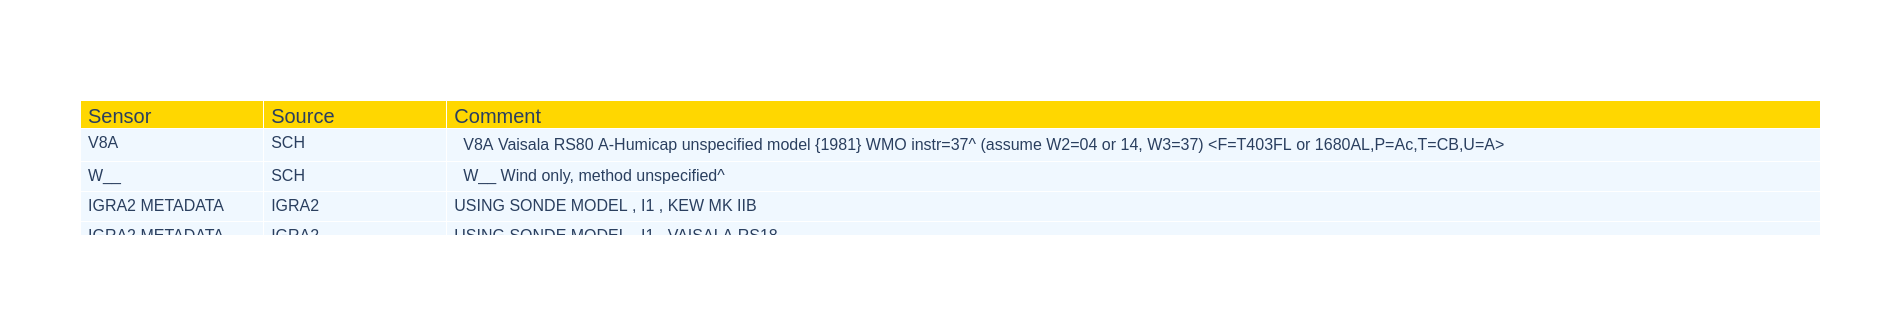 Sensor Source Comment
V8A SCH V8A Vaisala RS80 A-Humicap unspecified model {1981} WMO instr=37^ (assume W2=04 or 14, W3=37) <F=T403FL or 1680AL,P=Ac,T=CB,U=A>
W__ SCH W__ Wind only, method unspecified^
IGRA2 METADATA IGRA2 USING SONDE MODEL , I1 , KEW MK IIB
IGRA2 METADATA IGRA2 USING SONDE MODEL , I1 , VAISALA RS18